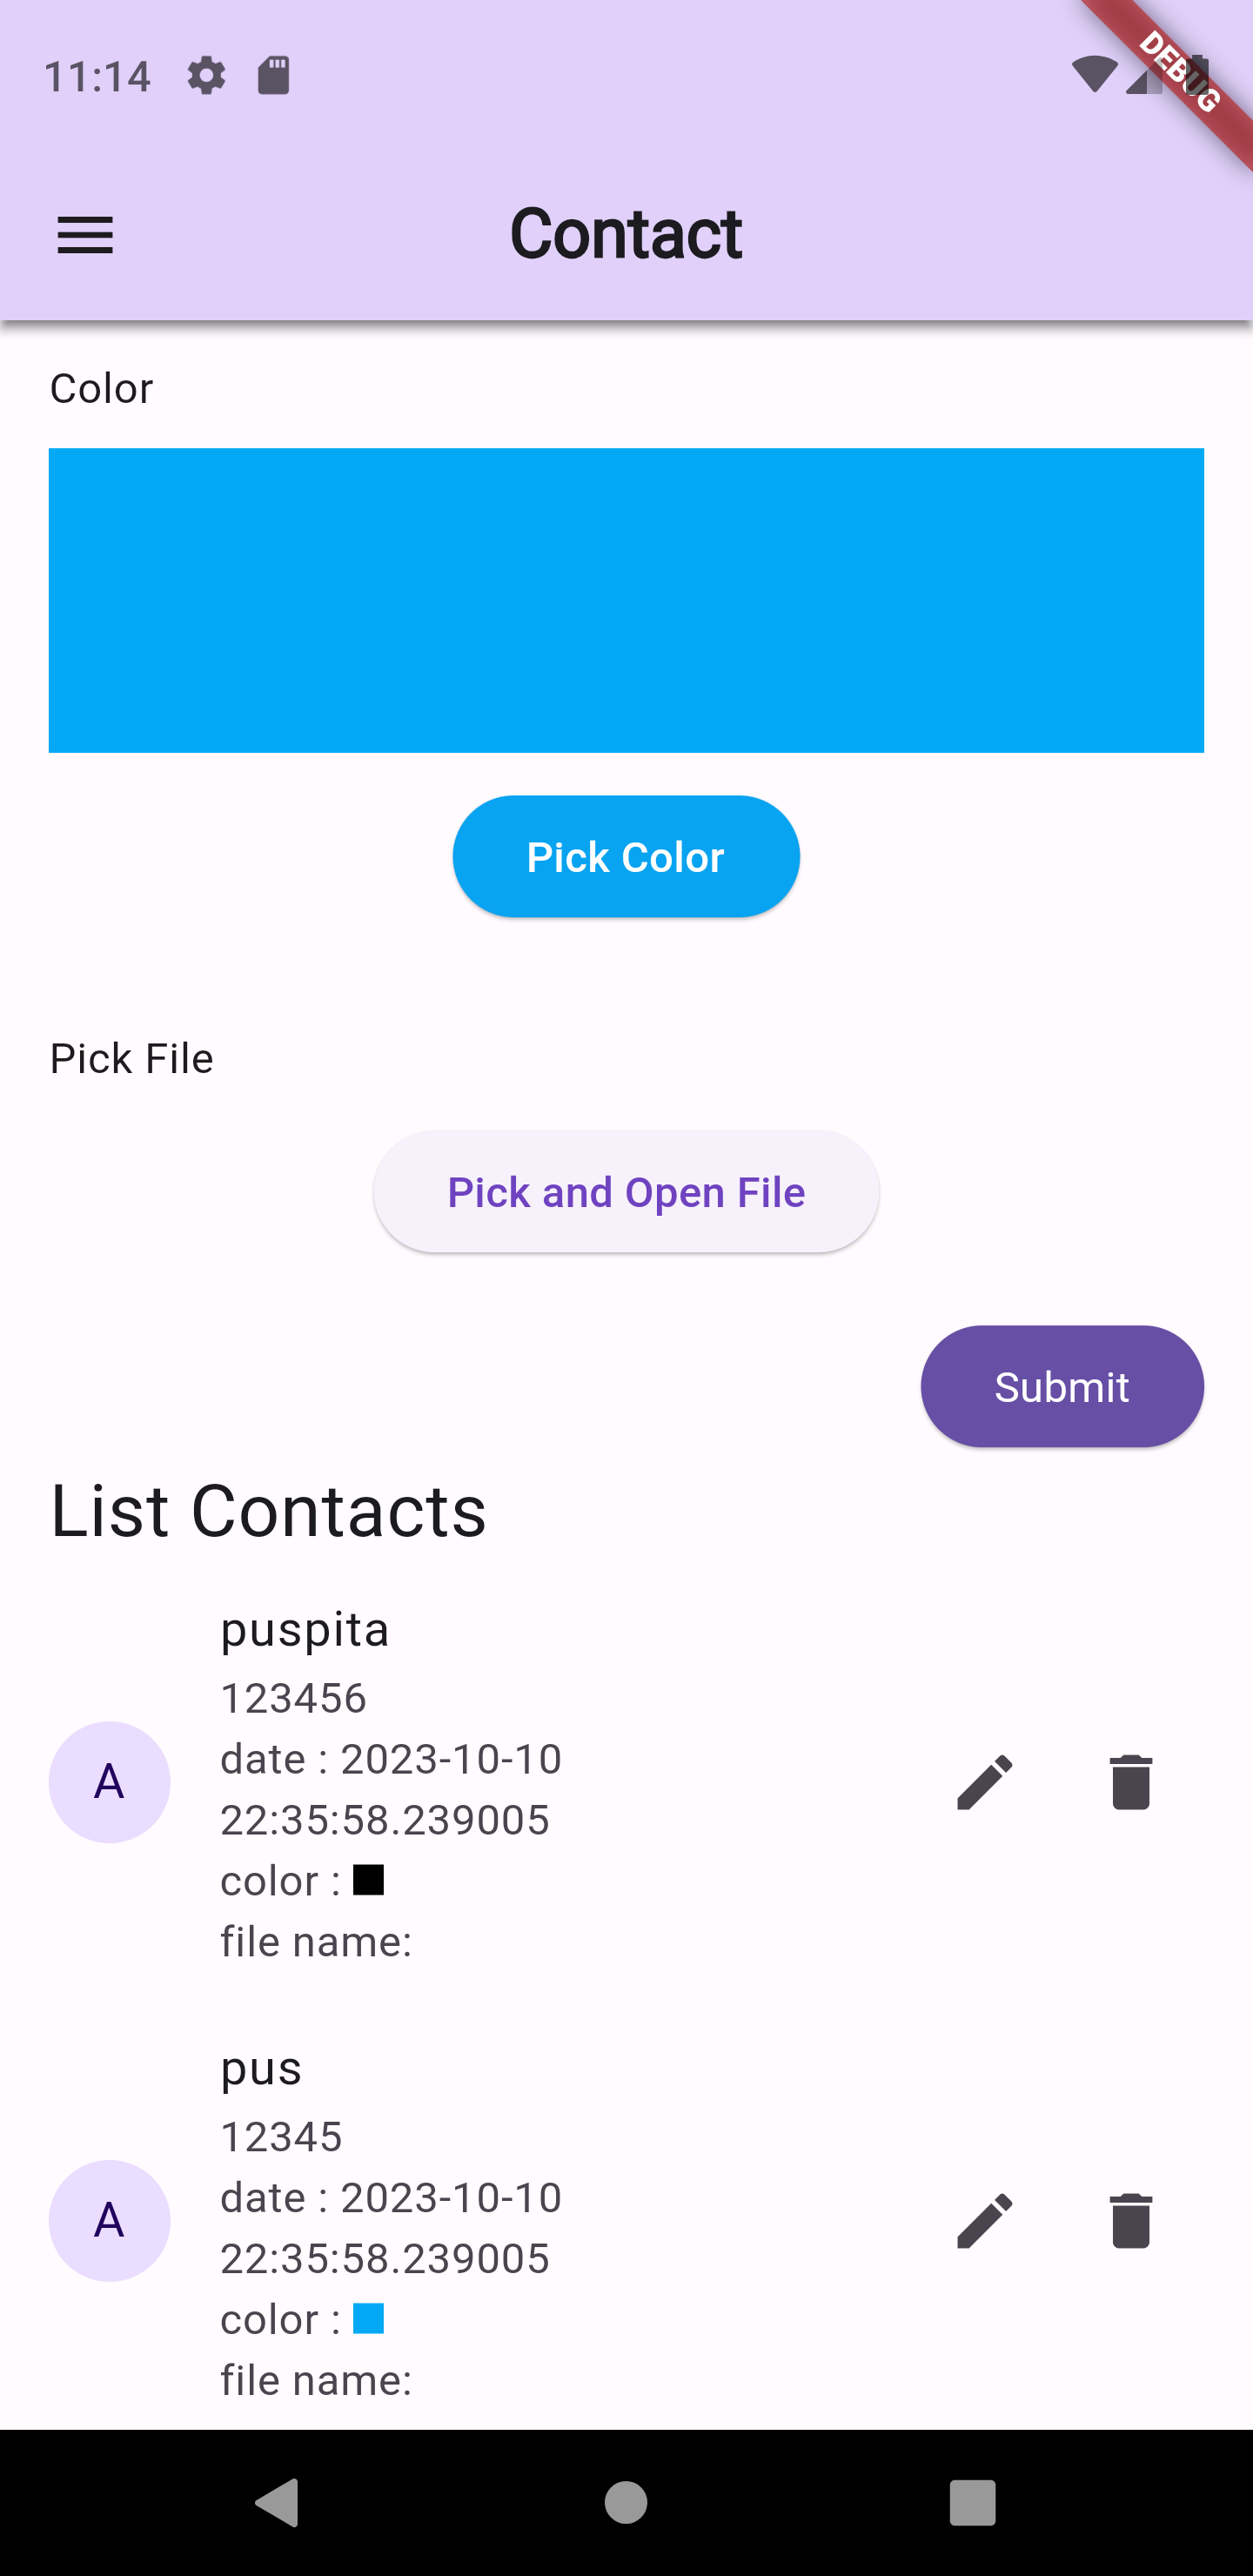 11:14
DEBUG
Contact
Color
Pick Color
Pick File
Pick and Open File
Submit
List Contacts
puspita
123456
A
date : 2023-10-10
22:35:58.239005
color :
file name:
pus
12345
A
date : 2023-10-10
22:35:58.239005
color :
file name: